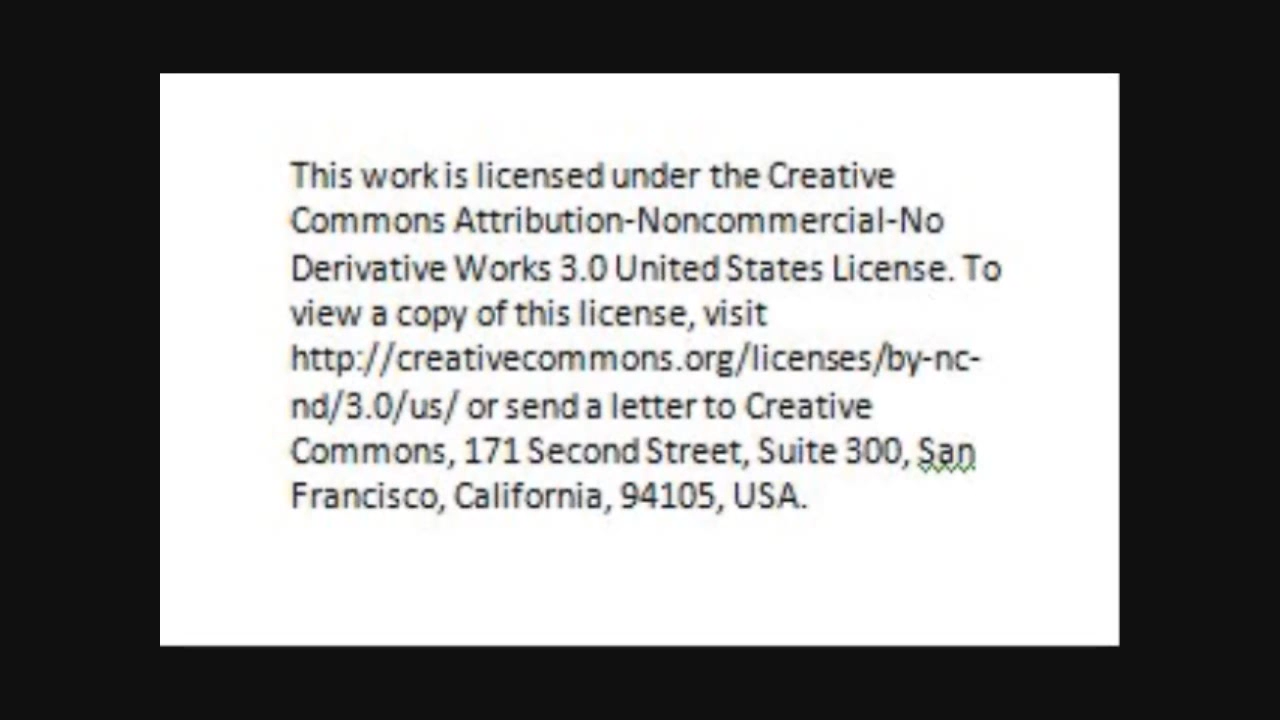 This work is licensed under the Creative
Commons Attribution-Noncommercial-No
Derivative Works 3.0 United States License. To
view a copy of this license, visit
http://creativecommons.org/licenses/by-nc-
nd/3.0/us/ or send a letter to Creative
Commons, 171 Second Street, Suite 300, San
Francisco, California, 94105, USA.